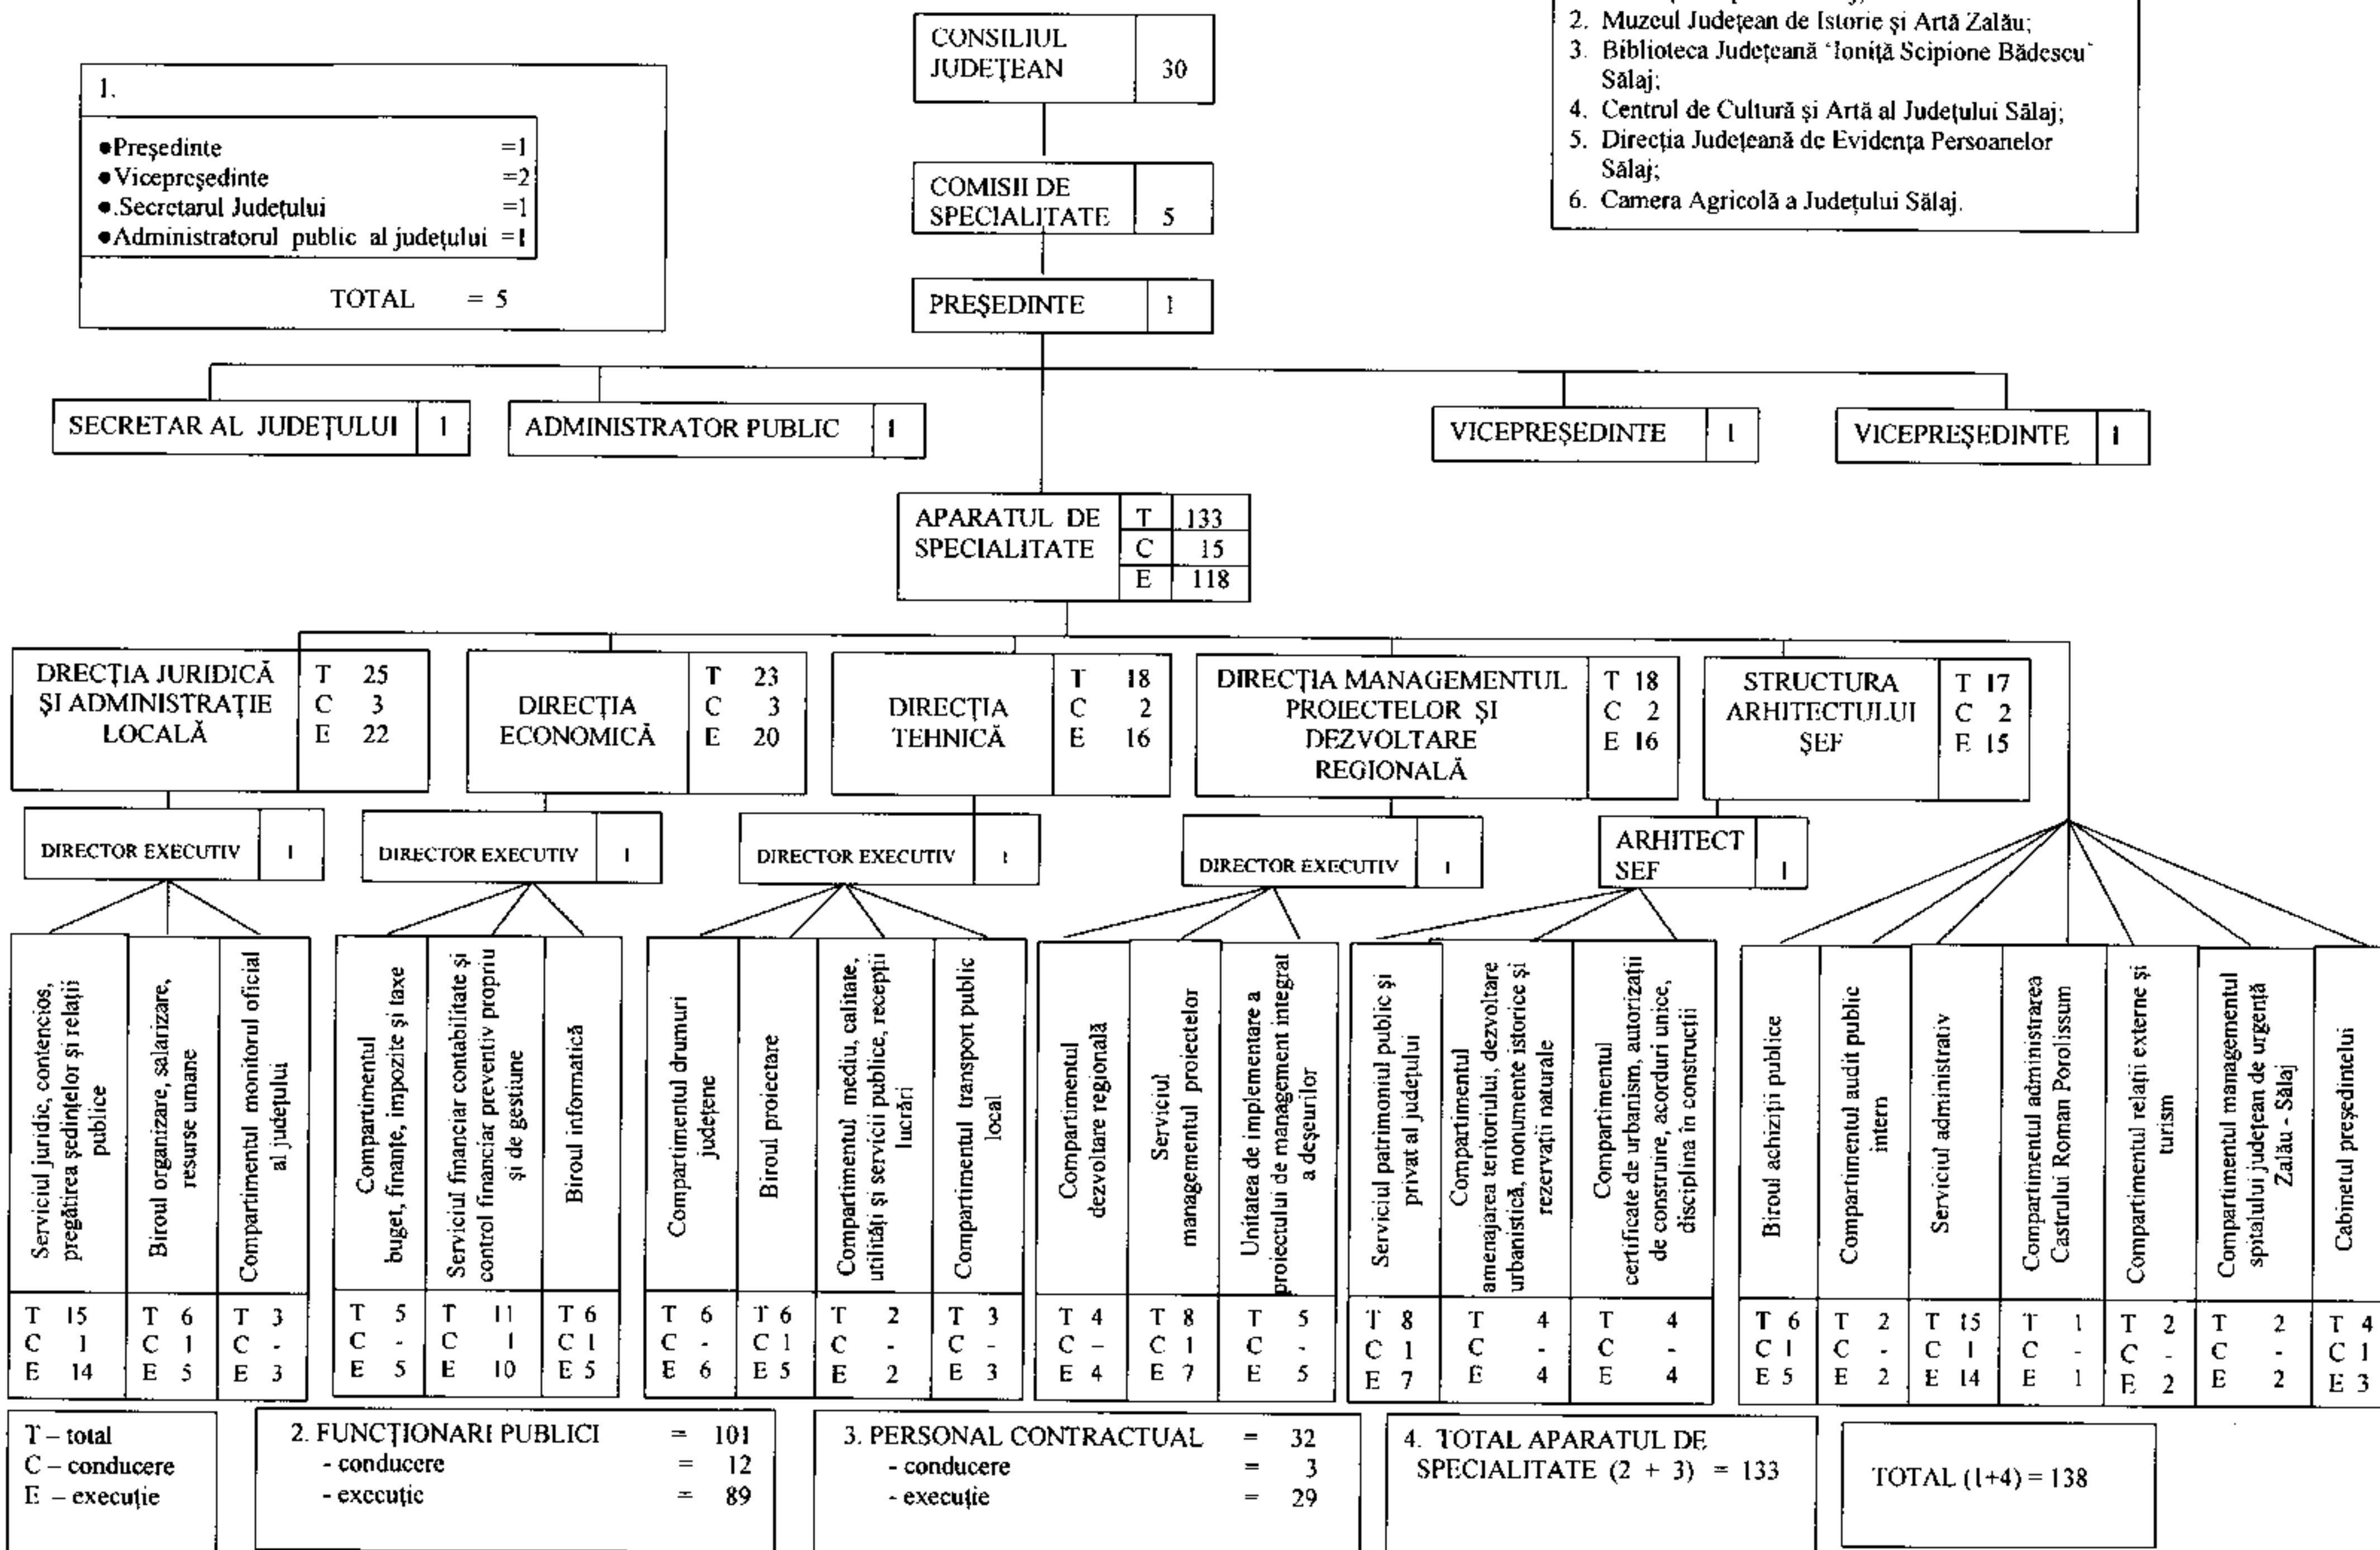 CONSILIUL
JUDEȚEAN 30
2. Muzeul Județean de Istorie și Artă Zalău;
3. Biblioteca Județeană "Ioniță Scipione Bădescu"
Sălaj;
4. Centrul de Cultură și Artă al Județului Sălaj;
5. Direcția Județeană de Evidența Persoanelor
Sălaj;
6. Camera Agricolă a Județului Sălaj.
1.
●Președinte =1
●Vicepreședinte =2
●.Secretarul Județului =1
●Administratorul public al județului =1
TOTAL = 5
COMISII DE
SPECIALITATE 5
PREȘEDINTE 1
SECRETAR AL JUDEȚULUI 1
ADMINISTRATOR PUBLIC 1
VICEPREȘEDINTE 1
VICEPREȘEDINTE 1
APARATUL DE
SPECIALITATE
T 133
C 15
E 118
DRECȚIA JURIDICĂ
ȘI ADMINISTRAȚIE
LOCALĂ
T 25
C 3
E 22
DIRECȚIA
ECONOMICĂ
T 23
C 3
E 20
DIRECȚIA
TEHNICĂ
T 18
C 2
E 16
DIRECȚIA MANAGEMENTUL
PROIECTELOR ȘI
DEZVOLTARE
REGIONALĂ
T 18
C 2
E 16
STRUCTURA
ARHITECTULUI
ȘEF
T 17
C 2
E 15
DIRECTOR EXECUTIV 1
DIRECTOR EXECUTIV 1
DIRECTOR EXECUTIV 1
DIRECTOR EXECUTIV 1
ARHITECT
SEF 1
Serviciul juridic, contencios,
pregătirea ședințelor și relații
publice
T 15
C 1
E 14
Biroul organizare, salarizare,
resurse umane
T 6
C 1
E 5
Compartimentul monitorul oficial
al județului
T 3
C -
E 3
Compartimentul
buget, finanțe, impozite și taxe
T 5
C -
E 5
Serviciul financiar contabilitate și
control financiar preventiv propriu
și de gestiune
T 11
C 1
E 10
Biroul informatică
T 6
C 1
E 5
Compartimentul drumuri
județene
T 6
C -
E 6
Biroul proiectare
T 6
C 1
E 5
Compartimentul mediu, calitate,
utilități și servicii publice, recepții
lucrări
T 2
C -
E 2
Compartimentul transport public
local
T 3
C -
E 3
Compartimentul
dezvoltare regională
T 4
C –
E 4
Serviciul
managementul proiectelor
T 8
C 1
E 7
Unitatea de implementare a
proiectului de management integrat
a deșeurilor
T 5
C -
E 5
Serviciul patrimoniul public și
privat al județului
T 8
C 1
E 7
Compartimentul
amenajarea teritoriului, dezvoltare
urbanistică, monumente istorice și
rezervații naturale
T 4
C -
E 4
Compartimentul
certificate de urbanism, autorizații
de construire, acorduri unice,
disciplina în construcții
T 4
C -
E 4
Biroul achiziții publice
T 6
C 1
E 5
Compartimentul audit public
intern
T 2
C -
E 2
Serviciul administrativ
T 15
C 1
E 14
Compartimentul administrarea
Castrului Roman Porolissum
T 1
C -
E 1
Compartimentul relații externe și
turism
T 2
C -
E 2
Compartimentul managementul
spitalului județean de urgență
Zalău - Sălaj
T 2
C -
E 2
Cabinetul președintelui
T 4
C 1
E 3
T – total
C – conducere
E – execuție
2. FUNCȚIONARI PUBLICI = 101
- conducere = 12
- execuție = 89
3. PERSONAL CONTRACTUAL = 32
- conducere = 3
- execuție = 29
4. TOTAL APARATUL DE
SPECIALITATE (2 + 3) = 133
TOTAL (1+4) = 138